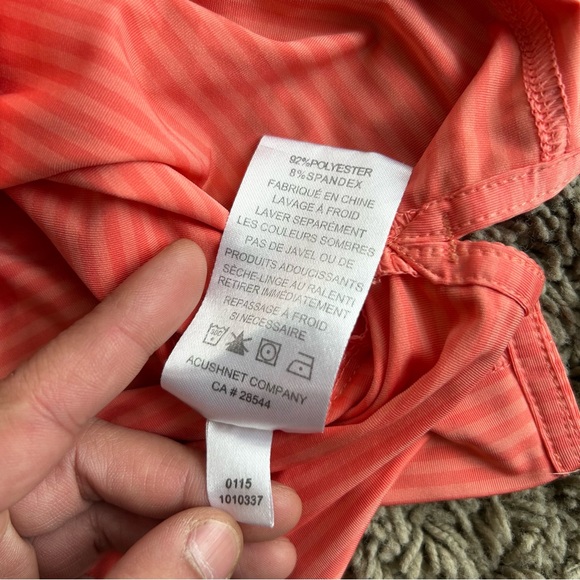 92%POLYESTER
8%SPANDEX
FABRIQUÉ EN CHINE
LAVAGE À FROID
LAVER SEPARÉMENT
LES COULEURS SOMBRES
PAS DE JAVEL OU DE
PRODUITS ADOUCISSANTS
SÈCHE-LINGE AU RALENTI
RETIRER IMMÉDIATEMENT
REPASSAGE À FROID
SI NÉCESSAIRE
ACUSHNET COMPANY
CA # 28544
0115
1010337